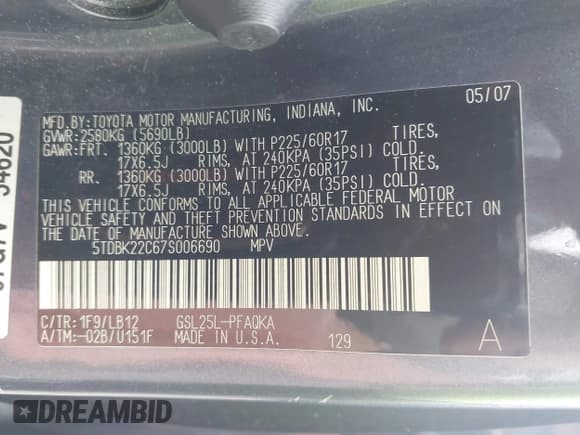 MFD.BY:TOYOTA MOTOR MANUFACTURING, INDIANA, INC. 05/07
GVWR:2580KG (5690LB)
GAWR:FRT. 1360KG (3000LB) WITH P225/60R17 TIRES,
17X6.5J RIMS, AT 240KPA (35PSI) COLD.
RR. 1360KG (3000LB) WITH P225/60R17 TIRES,
17X6.5J RIMS, AT 240KPA (35PSI) COLD.
THIS VEHICLE CONFORMS TO ALL APPLICABLE FEDERAL MOTOR
VEHICLE SAFETY AND THEFT PREVENTION STANDARDS IN EFFECT ON
THE DATE OF MANUFACTURE SHOWN ABOVE.
5TDBK22C67S006690 MPV
C/TR:1F9/LB12 GSL25L-PFAQKA
A/TM:-02B/U151F MADE IN U.S.A. 129 A
DREAMBID